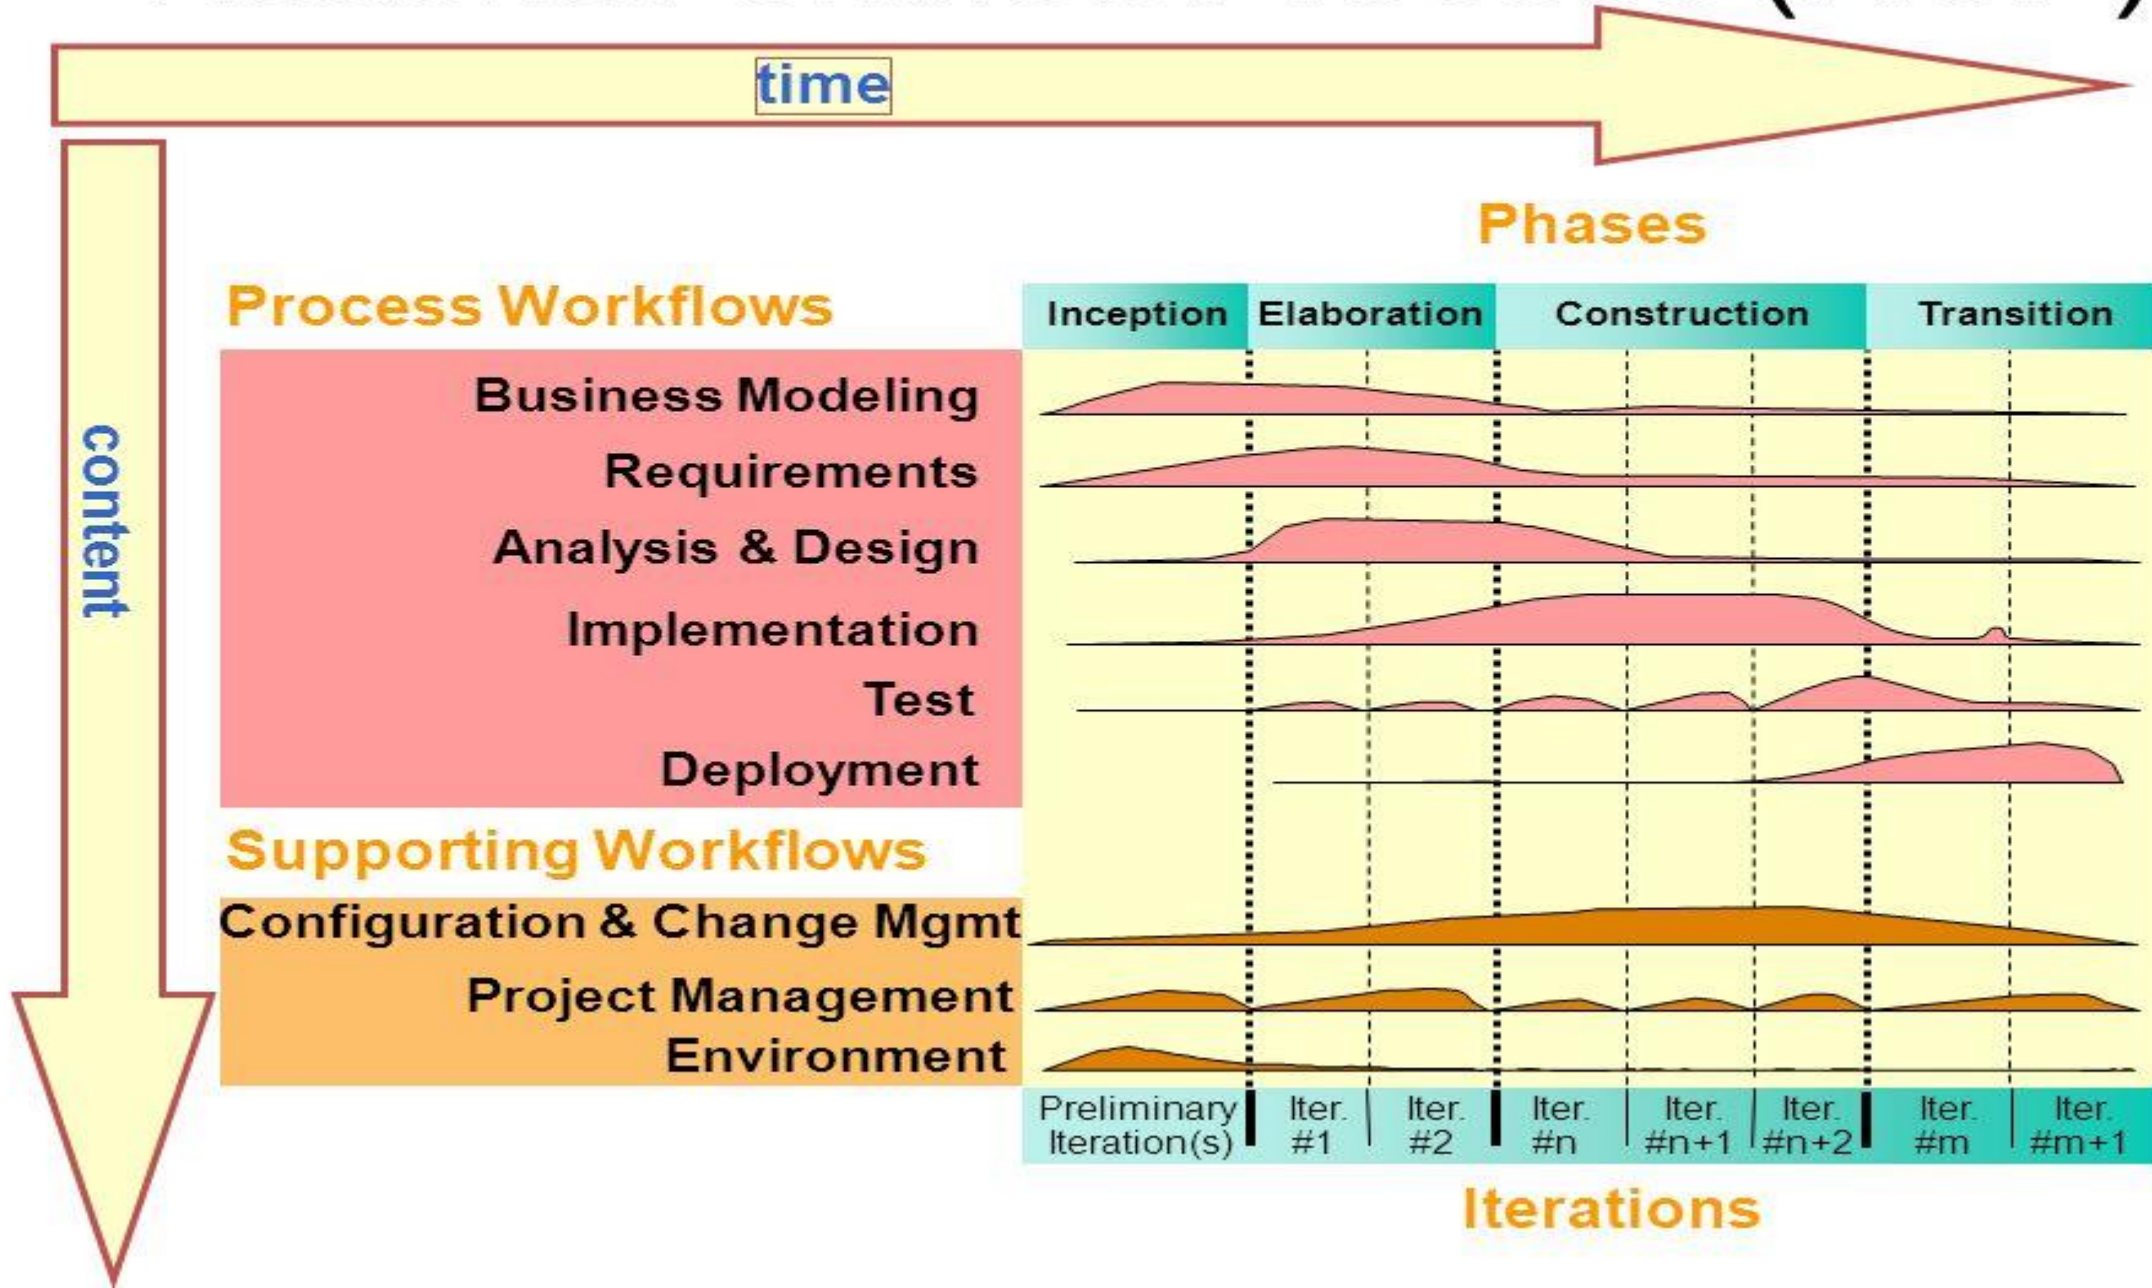 time
content
Phases
Process Workflows
Inception Elaboration Construction Transition
Business Modeling
Requirements
Analysis & Design
Implementation
Test
Deployment
Supporting Workflows
Configuration & Change Mgmt
Project Management
Environment
Preliminary Iter. Iter. Iter. Iter. Iter. Iter. Iter.
Iteration(s) #1 #2 #n #n+1 #n+2 #m #m+1
Iterations